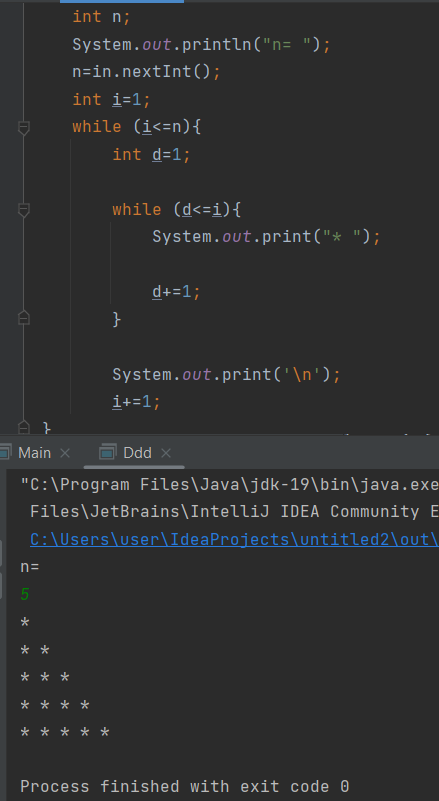 int n;
System.out.println("n= ");
n=in.nextInt();
int i=1;
while (i<=n){
int d=1;
while (d<=i){
System.out.print("* ");
d+=1;
}
System.out.print('\n');
i+=1;
}
Main
Ddd
"C:\Program Files\Java\jdk-19\bin\java.exe
Files\JetBrains\IntelliJ IDEA Community E
C:\Users\user\IdeaProjects\untitled2\out\
n=
5
*
* *
* * *
* * * *
* * * * *
Process finished with exit code 0